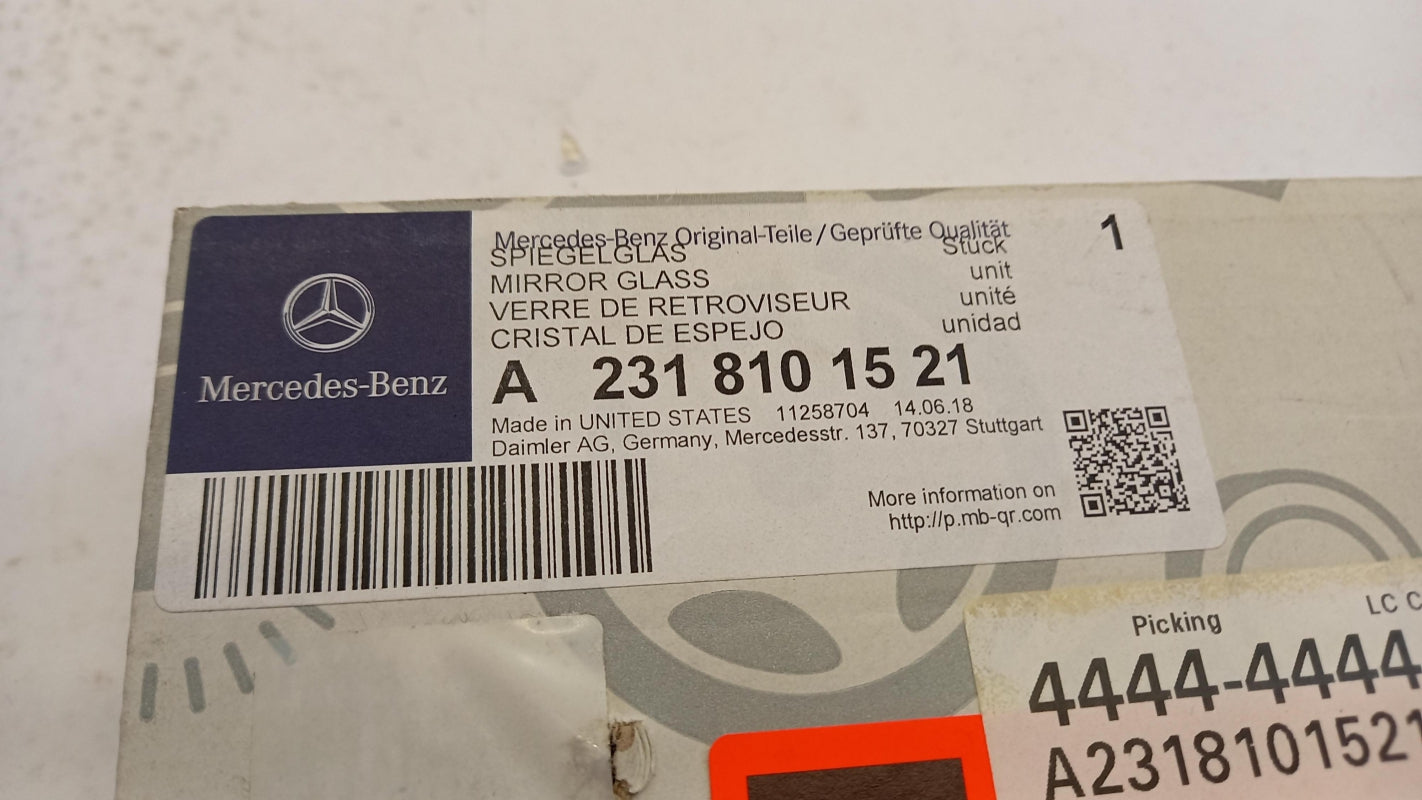 Mercedes-Benz
Mercedes-Benz Original-Teile/Geprüfte Qualität
1
SPIEGELGLAS Stück
MIRROR GLASS unit
VERRE DE RETROVISEUR unité
CRISTAL DE ESPEJO unidad
A 231 810 15 21
Made in UNITED STATES 11258704 14.06.18
Daimler AG, Germany, Mercedesstr. 137, 70327 Stuttgart
More information on
http://p.mb-qr.com
Picking LC C
4444-4444
A2318101521